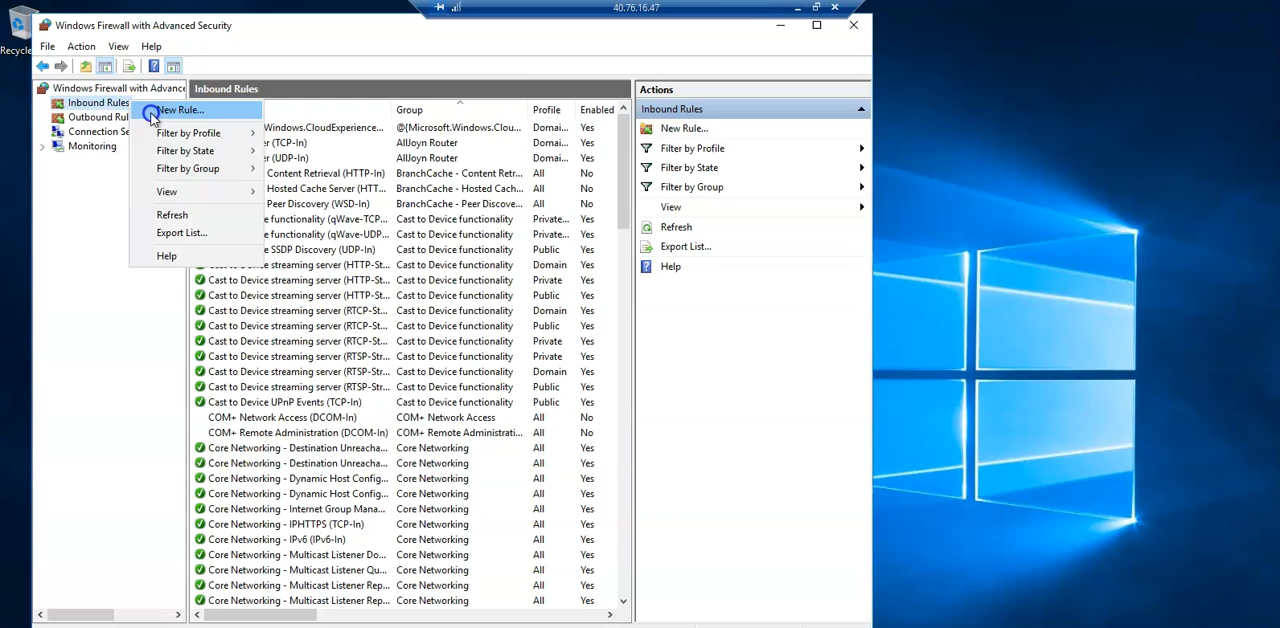 40.76.16.47
Recycle
Windows Firewall with Advanced Security
File Action View Help
Windows Firewall with Advance
Inbound Rules
Outbound Rul
Connection Se
Monitoring
New Rule...
Filter by Profile
Filter by State
Filter by Group
View
Refresh
Export List...
Help
Inbound Rules
Group Profile Enabled
Windows.CloudExperience... @{Microsoft.Windows.Clou... Domai... Yes
r (TCP-In) AllJoyn Router Domai... Yes
r (UDP-In) AllJoyn Router Domai... Yes
Content Retrieval (HTTP-In) BranchCache - Content Retr... All No
Hosted Cache Server (HTT... BranchCache - Hosted Cach... All No
Peer Discovery (WSD-In) BranchCache - Peer Discove... All No
e functionality (qWave-TCP... Cast to Device functionality Private... Yes
e functionality (qWave-UDP... Cast to Device functionality Private... Yes
e SSDP Discovery (UDP-In) Cast to Device functionality Public Yes
Cast to Device streaming server (HTTP-St... Cast to Device functionality Domain Yes
Cast to Device streaming server (HTTP-St... Cast to Device functionality Private Yes
Cast to Device streaming server (HTTP-St... Cast to Device functionality Public Yes
Cast to Device streaming server (RTCP-St... Cast to Device functionality Domain Yes
Cast to Device streaming server (RTCP-St... Cast to Device functionality Public Yes
Cast to Device streaming server (RTCP-St... Cast to Device functionality Private Yes
Cast to Device streaming server (RTSP-Str... Cast to Device functionality Private Yes
Cast to Device streaming server (RTSP-Str... Cast to Device functionality Domain Yes
Cast to Device streaming server (RTSP-Str... Cast to Device functionality Public Yes
Cast to Device UPnP Events (TCP-In) Cast to Device functionality Public Yes
COM+ Network Access (DCOM-In) COM+ Network Access All No
COM+ Remote Administration (DCOM-In) COM+ Remote Administrati... All No
Core Networking - Destination Unreacha... Core Networking All Yes
Core Networking - Destination Unreacha... Core Networking All Yes
Core Networking - Dynamic Host Config... Core Networking All Yes
Core Networking - Dynamic Host Config... Core Networking All Yes
Core Networking - Internet Group Mana... Core Networking All Yes
Core Networking - IPHTTPS (TCP-In) Core Networking All Yes
Core Networking - IPv6 (IPv6-In) Core Networking All Yes
Core Networking - Multicast Listener Do... Core Networking All Yes
Core Networking - Multicast Listener Qu... Core Networking All Yes
Core Networking - Multicast Listener Rep... Core Networking All Yes
Core Networking - Multicast Listener Rep... Core Networking All Yes
Actions
Inbound Rules
New Rule...
Filter by Profile
Filter by State
Filter by Group
View
Refresh
Export List...
Help